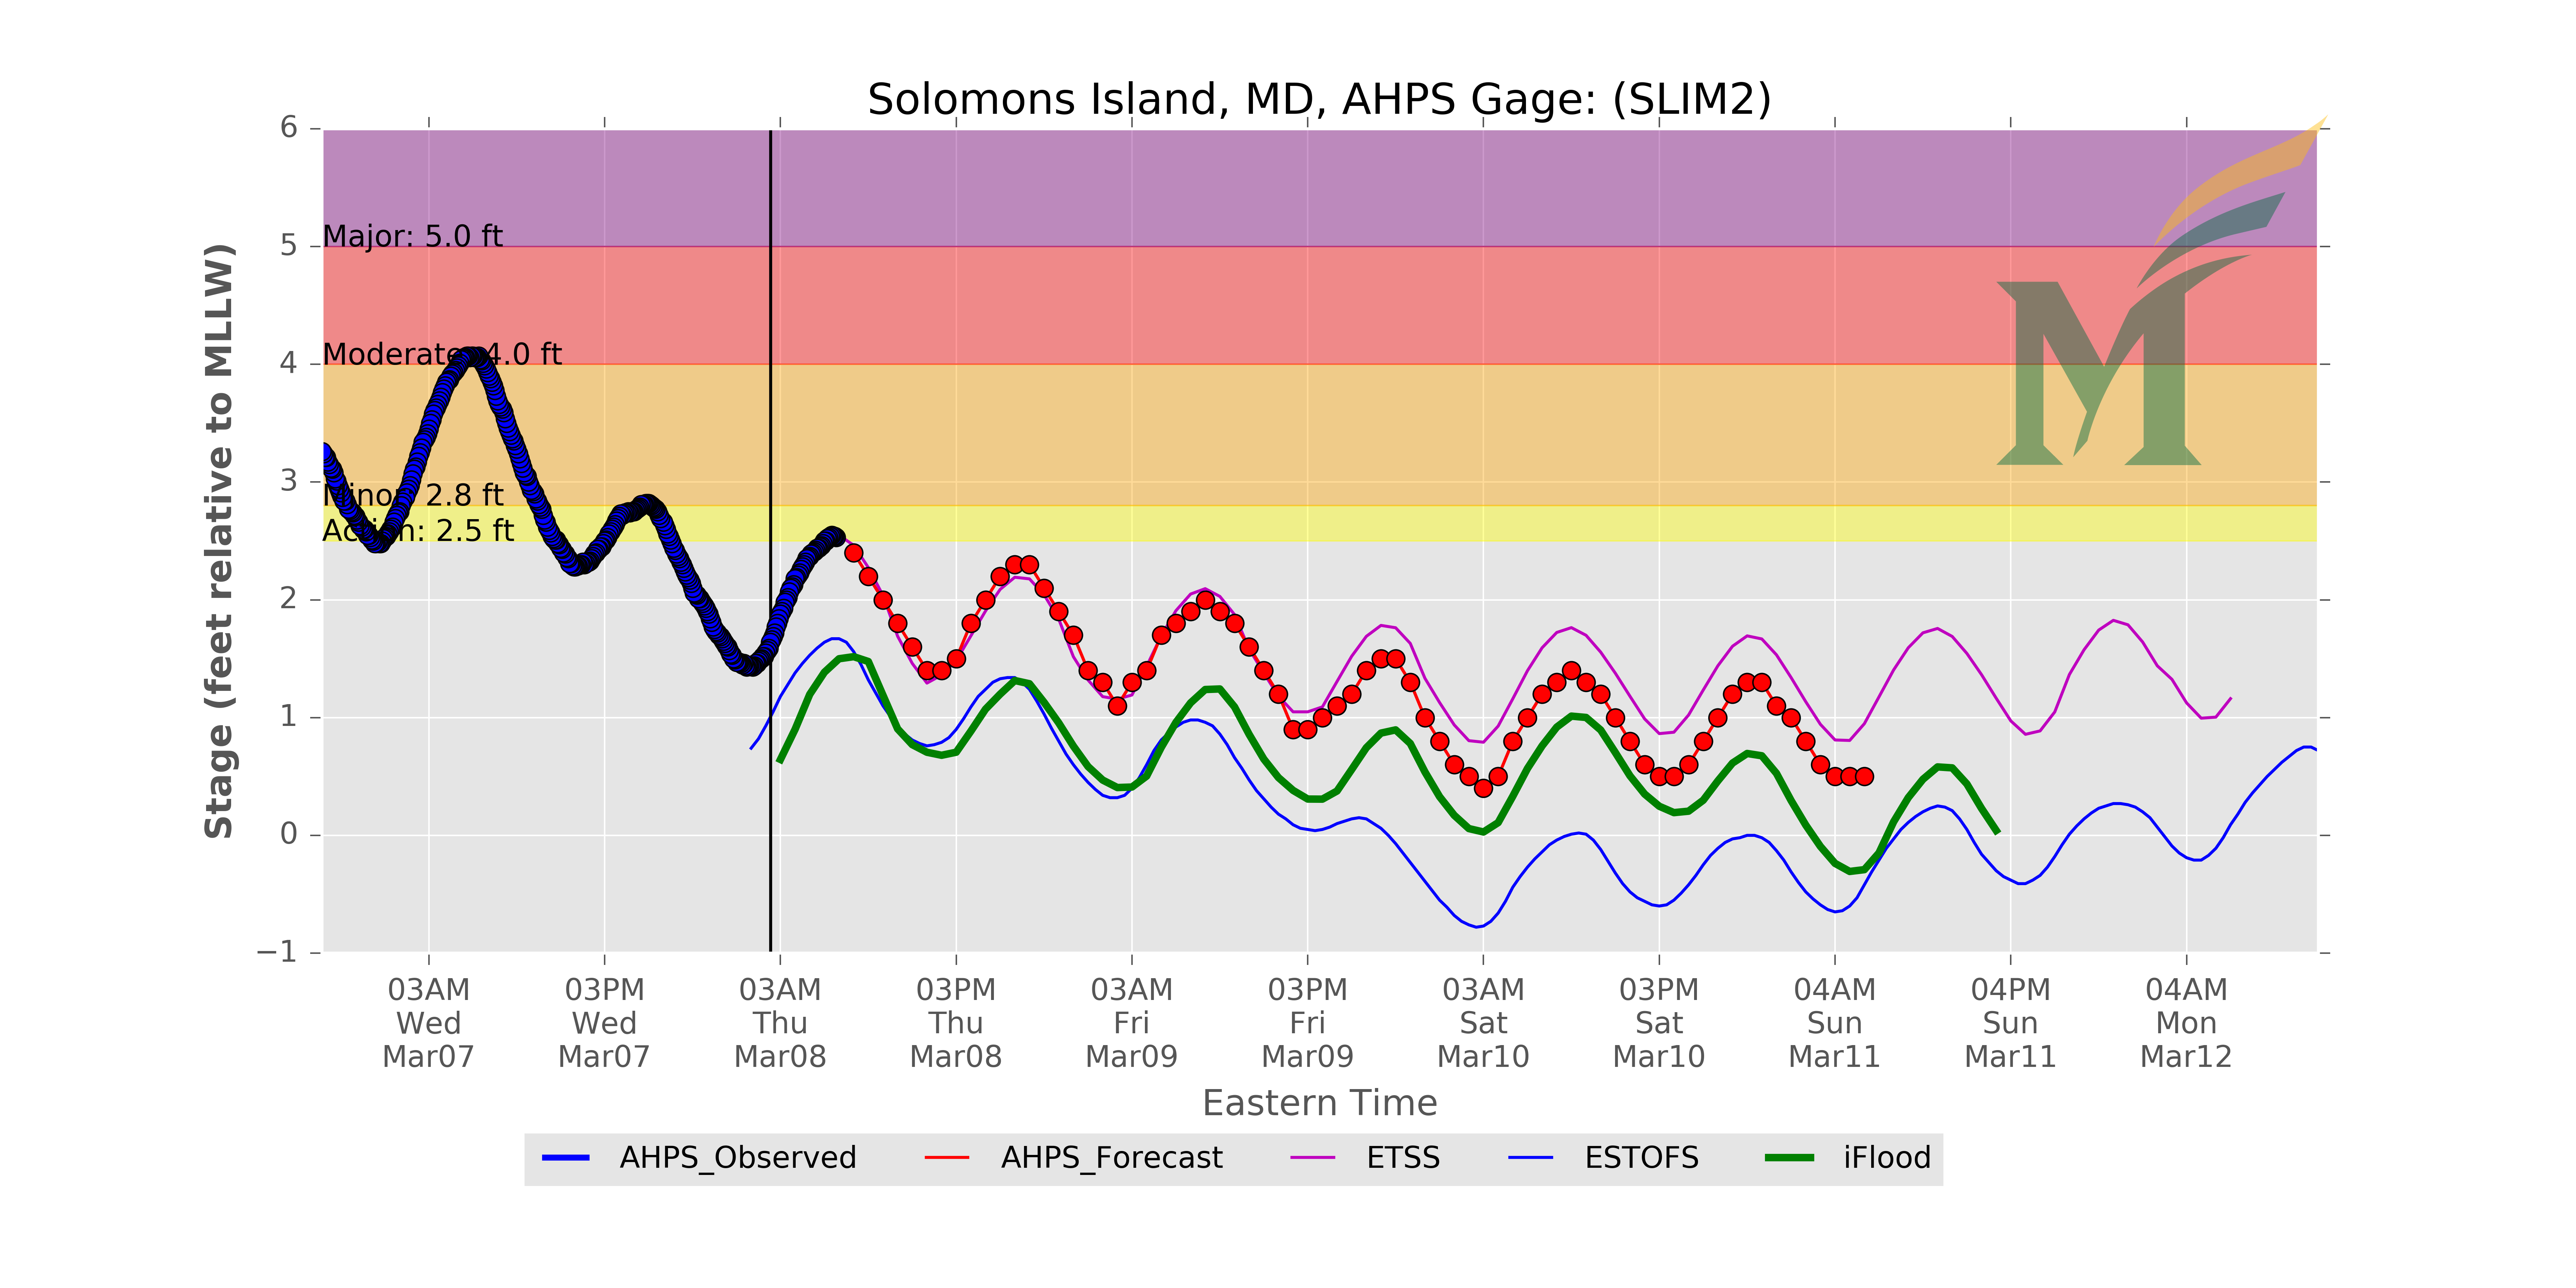 Solomons Island, MD, AHPS Gage: (SLIM2)
6
5
4
3
2
1
0
−1
Stage (feet relative to MLLW)
Major: 5.0 ft
Moderate: 4.0 ft
Minor: 2.8 ft
Action: 2.5 ft
03AM 03PM 03AM 03PM 03AM 03PM 03AM 03PM 04AM 04PM 04AM
Wed Wed Thu Thu Fri Fri Sat Sat Sun Sun Mon
Mar07 Mar07 Mar08 Mar08 Mar09 Mar09 Mar10 Mar10 Mar11 Mar11 Mar12
Eastern Time
AHPS_Observed AHPS_Forecast ETSS ESTOFS iFlood